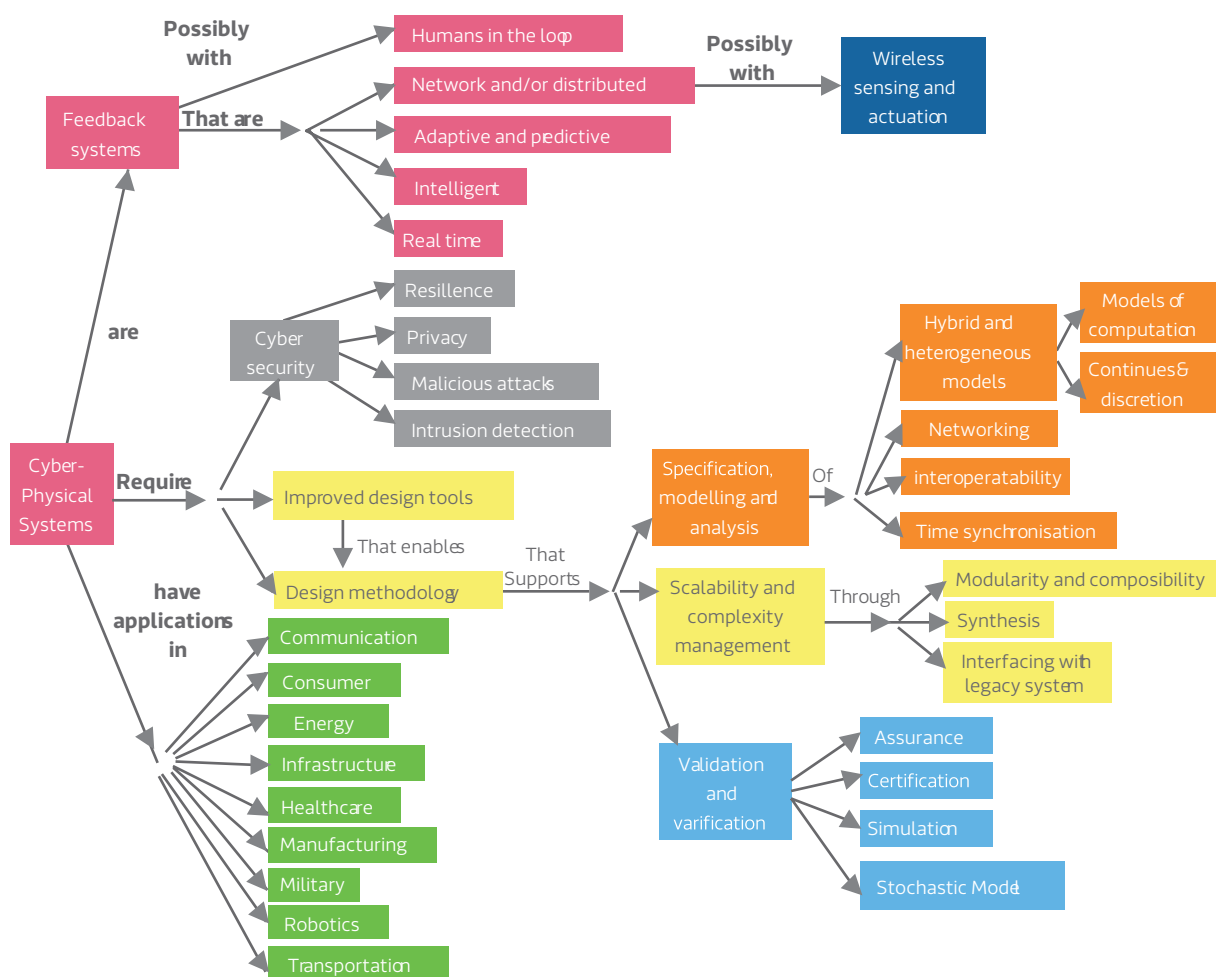 Possibly
with
Humans in the loop
Possibly
with
Wireless
sensing and
actuation
Network and/or distributed
Feedback
systems
That are
Adaptive and predictive
Intelligent
Real time
are
Cyber
security
Resillence
Privacy
Malicious attacks
Intrusion detection
Cyber-
Physical
Systems
Require
Improved design tools
That enables
Design methodology
That
Supports
Specification,
modelling and
analysis
Of
Hybrid and
heterogeneous
models
Models of
computation
Continues&
discretion
Networking
interoperatability
Time synchronisation
Scalability and
complexity
management
Through
Modularity and composibility
Synthesis
Interfacing with
legacy system
Validation
and
varification
Assurance
Certification
Simulation
Stochastic Model
have
applications
in
Communication
Consumer
Energy
Infrastructure
Healthcare
Manufacturing
Military
Robotics
Transportation